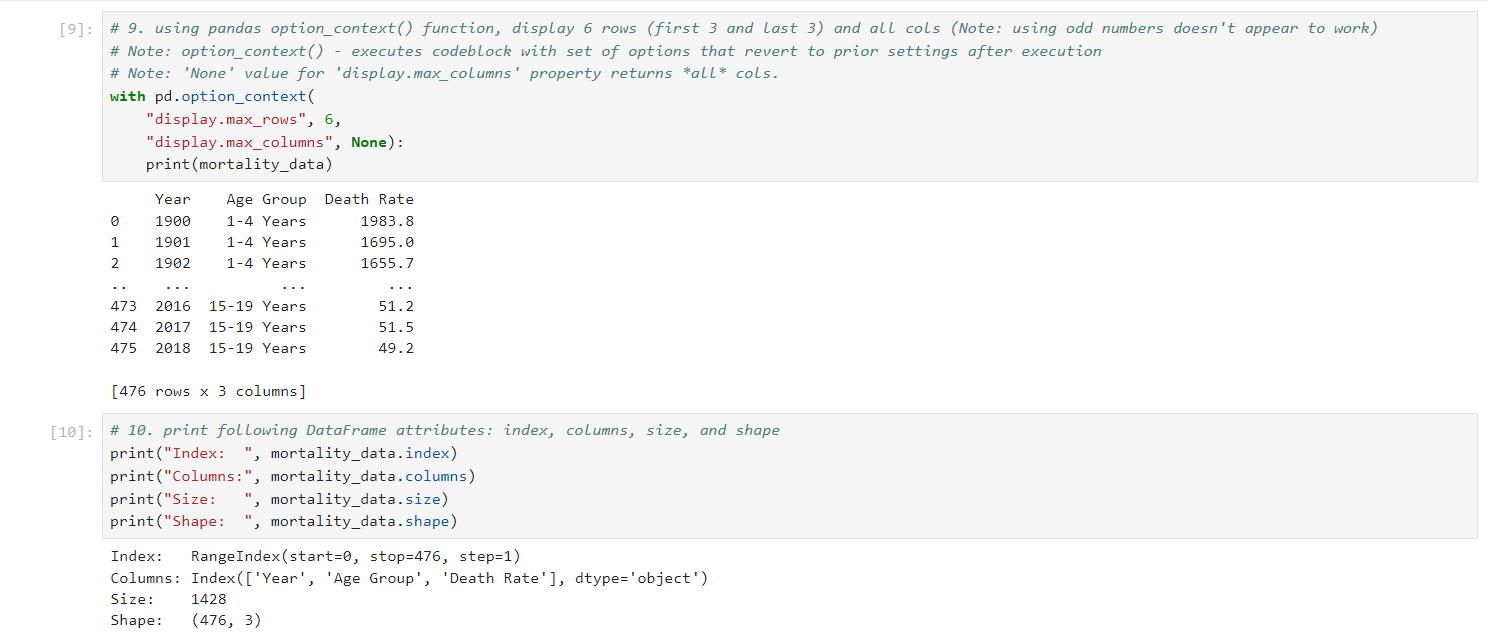 [9]: # 9. using pandas option_context() function, display 6 rows (first 3 and last 3) and all cols (Note: using odd numbers doesn't appear to work)
# Note: option_context() - executes codeblock with set of options that revert to prior settings after execution
# Note: 'None' value for 'display.max_columns' property returns *all* cols.
with pd.option_context(
    "display.max_rows", 6,
    "display.max_columns", None):
    print(mortality_data)
     Year    Age Group  Death Rate
0    1900    1-4 Years      1983.8
1    1901    1-4 Years      1695.0
2    1902    1-4 Years      1655.7
..    ...          ...         ...
473  2016  15-19 Years        51.2
474  2017  15-19 Years        51.5
475  2018  15-19 Years        49.2
[476 rows x 3 columns]
[10]: # 10. print following DataFrame attributes: index, columns, size, and shape
print("Index:  ", mortality_data.index)
print("Columns:", mortality_data.columns)
print("Size:   ", mortality_data.size)
print("Shape:  ", mortality_data.shape)
Index:   RangeIndex(start=0, stop=476, step=1)
Columns: Index(['Year', 'Age Group', 'Death Rate'], dtype='object')
Size:    1428
Shape:   (476, 3)